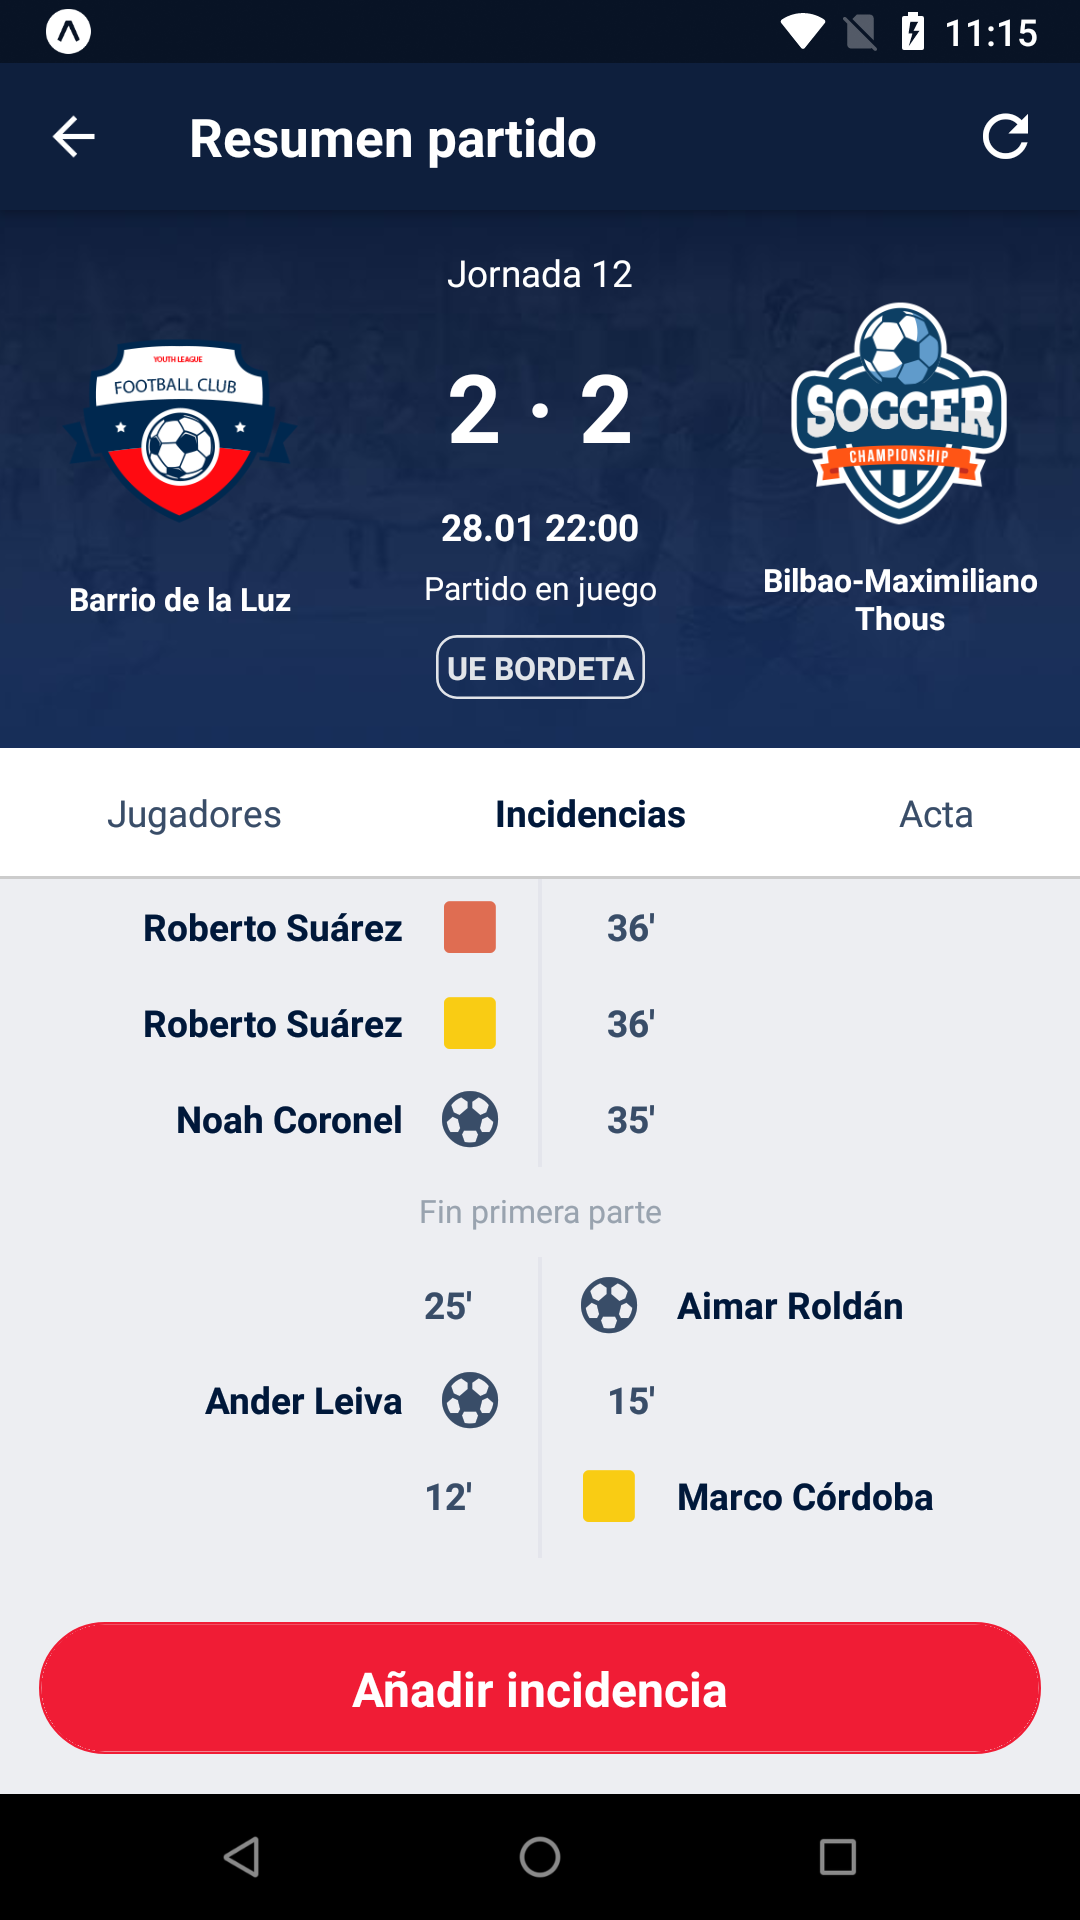 11:15
Resumen partido
Jornada 12
YOUTH LEAGUE
FOOTBALL CLUB
2 · 2
SOCCER
CHAMPIONSHIP
28.01 22:00
Partido en juego
Barrio de la Luz
Bilbao-Maximiliano
Thous
UE BORDETA
Jugadores Incidencias Acta
Roberto Suárez 36'
Roberto Suárez 36'
Noah Coronel 35'
Fin primera parte
25' Aimar Roldán
Ander Leiva 15'
12' Marco Córdoba
Añadir incidencia